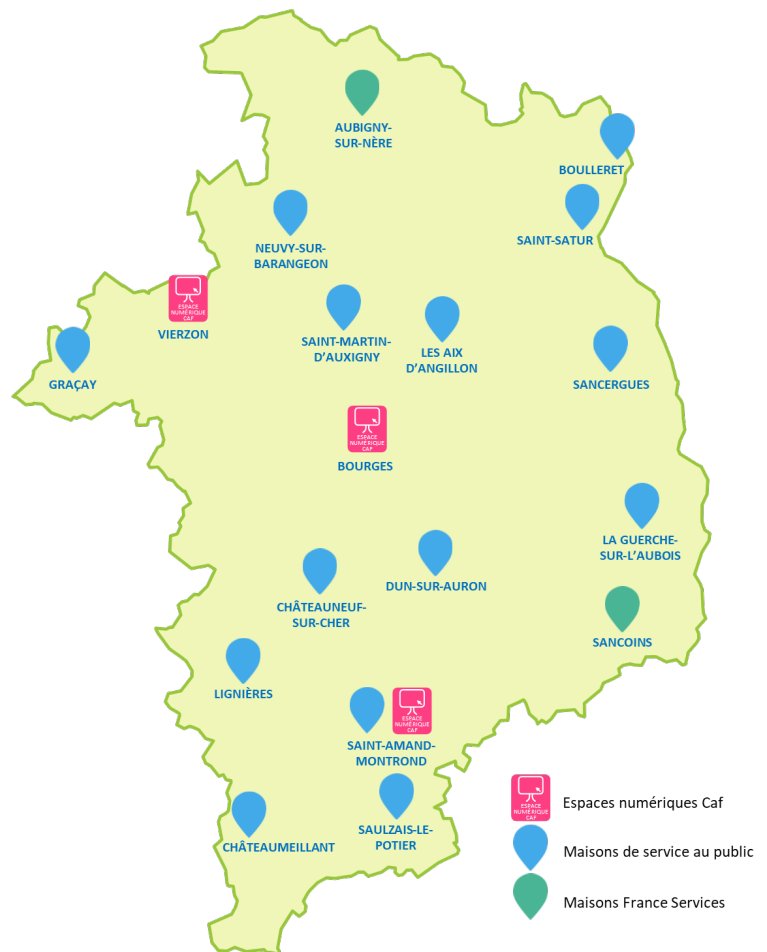 AUBIGNY-
SUR-NÈRE
BOULLERET
SAINT-SATUR
NEUVY-SUR-
BARANGEON
ESPACE
NUMÉRIQUE
CAF
VIERZON
SAINT-MARTIN-
D'AUXIGNY
LES AIX
D'ANGILLON
GRAÇAY
SANCERGUES
ESPACE
NUMÉRIQUE
CAF
BOURGES
LA GUERCHE-
SUR-L'AUBOIS
DUN-SUR-AURON
CHÂTEAUNEUF-
SUR-CHER
SANCOINS
LIGNIÈRES
ESPACE
NUMÉRIQUE
CAF
SAINT-AMAND-
MONTROND
SAULZAIS-LE-
POTIER
CHÂTEAUMEILLANT
ESPACE
NUMÉRIQUE
CAF
Espaces numériques Caf
Maisons de service au public
Maisons France Services